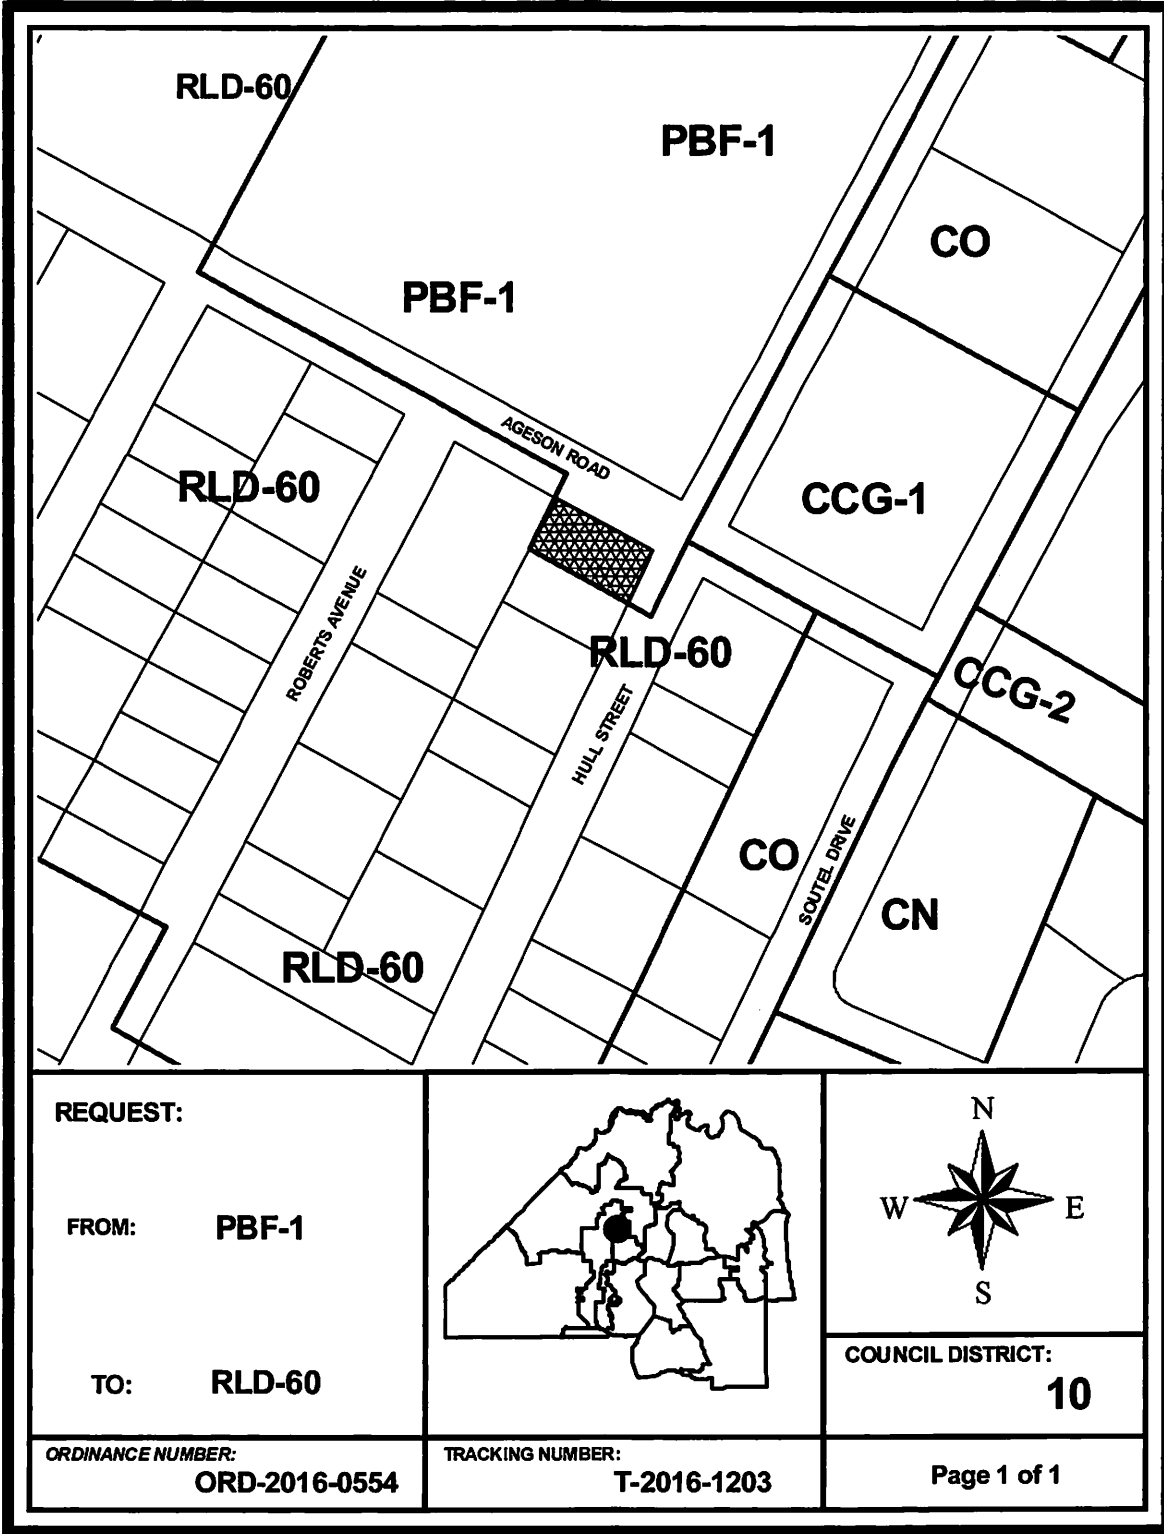 RLD-60
PBF-1
CO
PBF-1
AGESON ROAD
RLD-60
CCG-1
ROBERTS AVENUE
RLD-60
CCG-2
HULL STREET
CO
SOUTEL DRIVE
CN
RLD-60
REQUEST:
FROM: PBF-1
TO: RLD-60
N
W E
S
COUNCIL DISTRICT:
10
ORDINANCE NUMBER:
ORD-2016-0554
TRACKING NUMBER:
T-2016-1203
Page 1 of 1